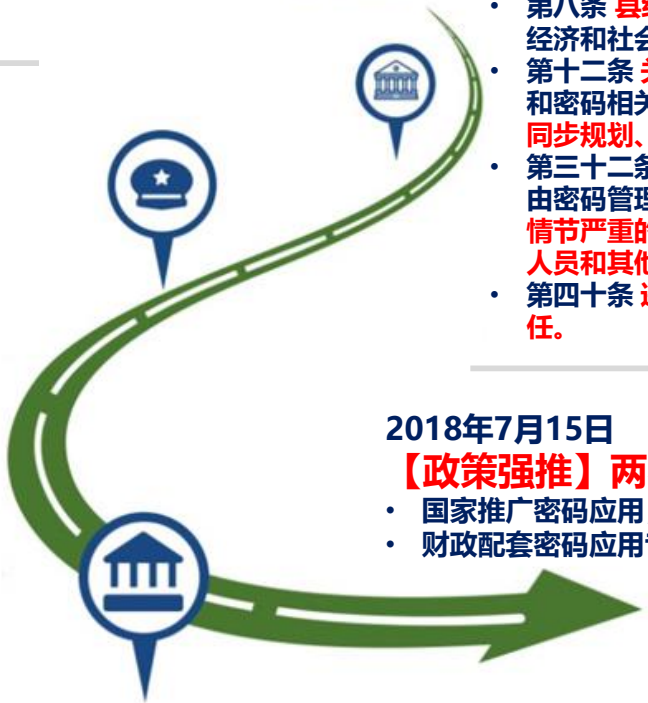 • 第八条 县
经济和社会
• 第十二条
和密码相关
同步规划、
• 第三十二条
由密码管理
情节严重的
人员和其他
• 第四十条
任。
2018年7月15日
【政策强推】两
• 国家推广密码应用
• 财政配套密码应用